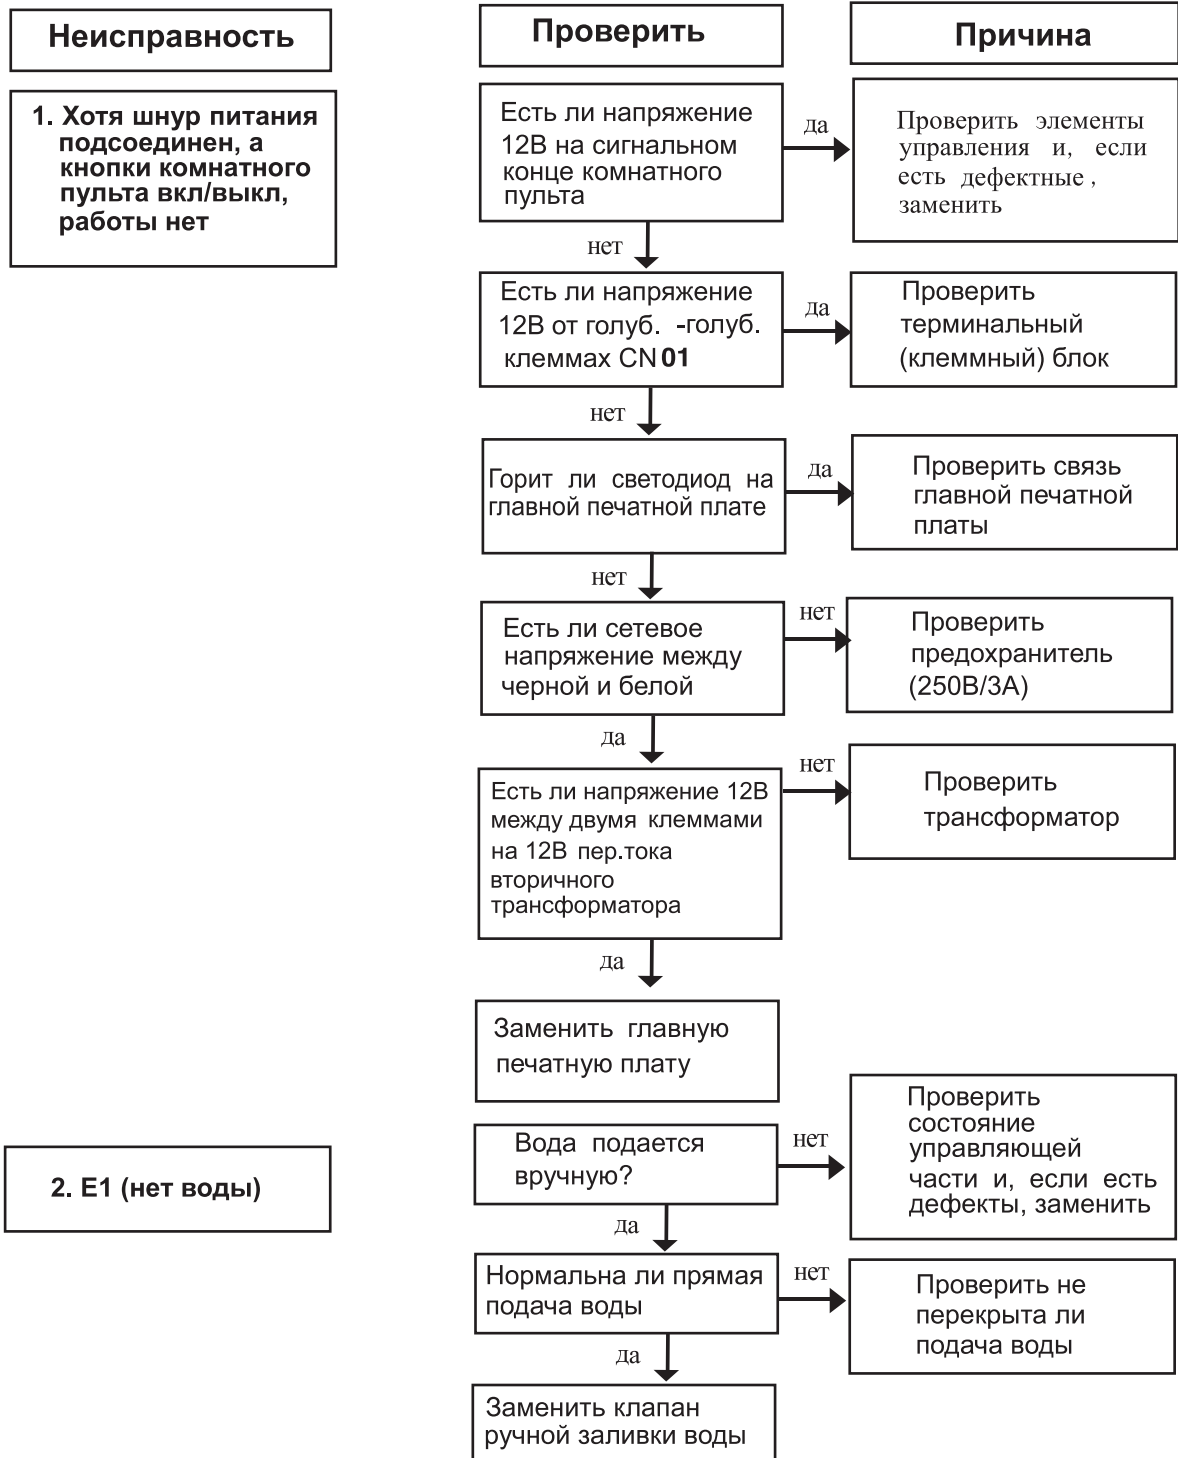 Неисправность
Проверить
Причина
1. Хотя шнур питания
подсоединен, а
кнопки комнатного
пульта вкл/выкл,
работы нет
Есть ли напряжение
12В на сигнальном
конце комнатного
пульта
да
Проверить элементы
управления и, если
есть дефектные ,
заменить
нет
Есть ли напряжение
12В от голуб. -голуб.
клеммах CN 01
да
Проверить
терминальный
(клеммный) блок
нет
Горит ли светодиод на
главной печатной плате
да
Проверить связь
главной печатной
платы
нет
Есть ли сетевое
напряжение между
черной и белой
нет
Проверить
предохранитель
(250В/3А)
да
Есть ли напряжение 12В
между двумя клеммами
на 12В пер.тока
вторичного
трансформатора
нет
Проверить
трансформатор
да
Заменить главную
печатную плату
2. E1 (нет воды)
Вода подается
вручную?
нет
Проверить
состояние
управляющей
части и, если есть
дефекты, заменить
да
Нормальна ли прямая
подача воды
нет
Проверить не
перекрыта ли
подача воды
да
Заменить клапан
ручной заливки воды